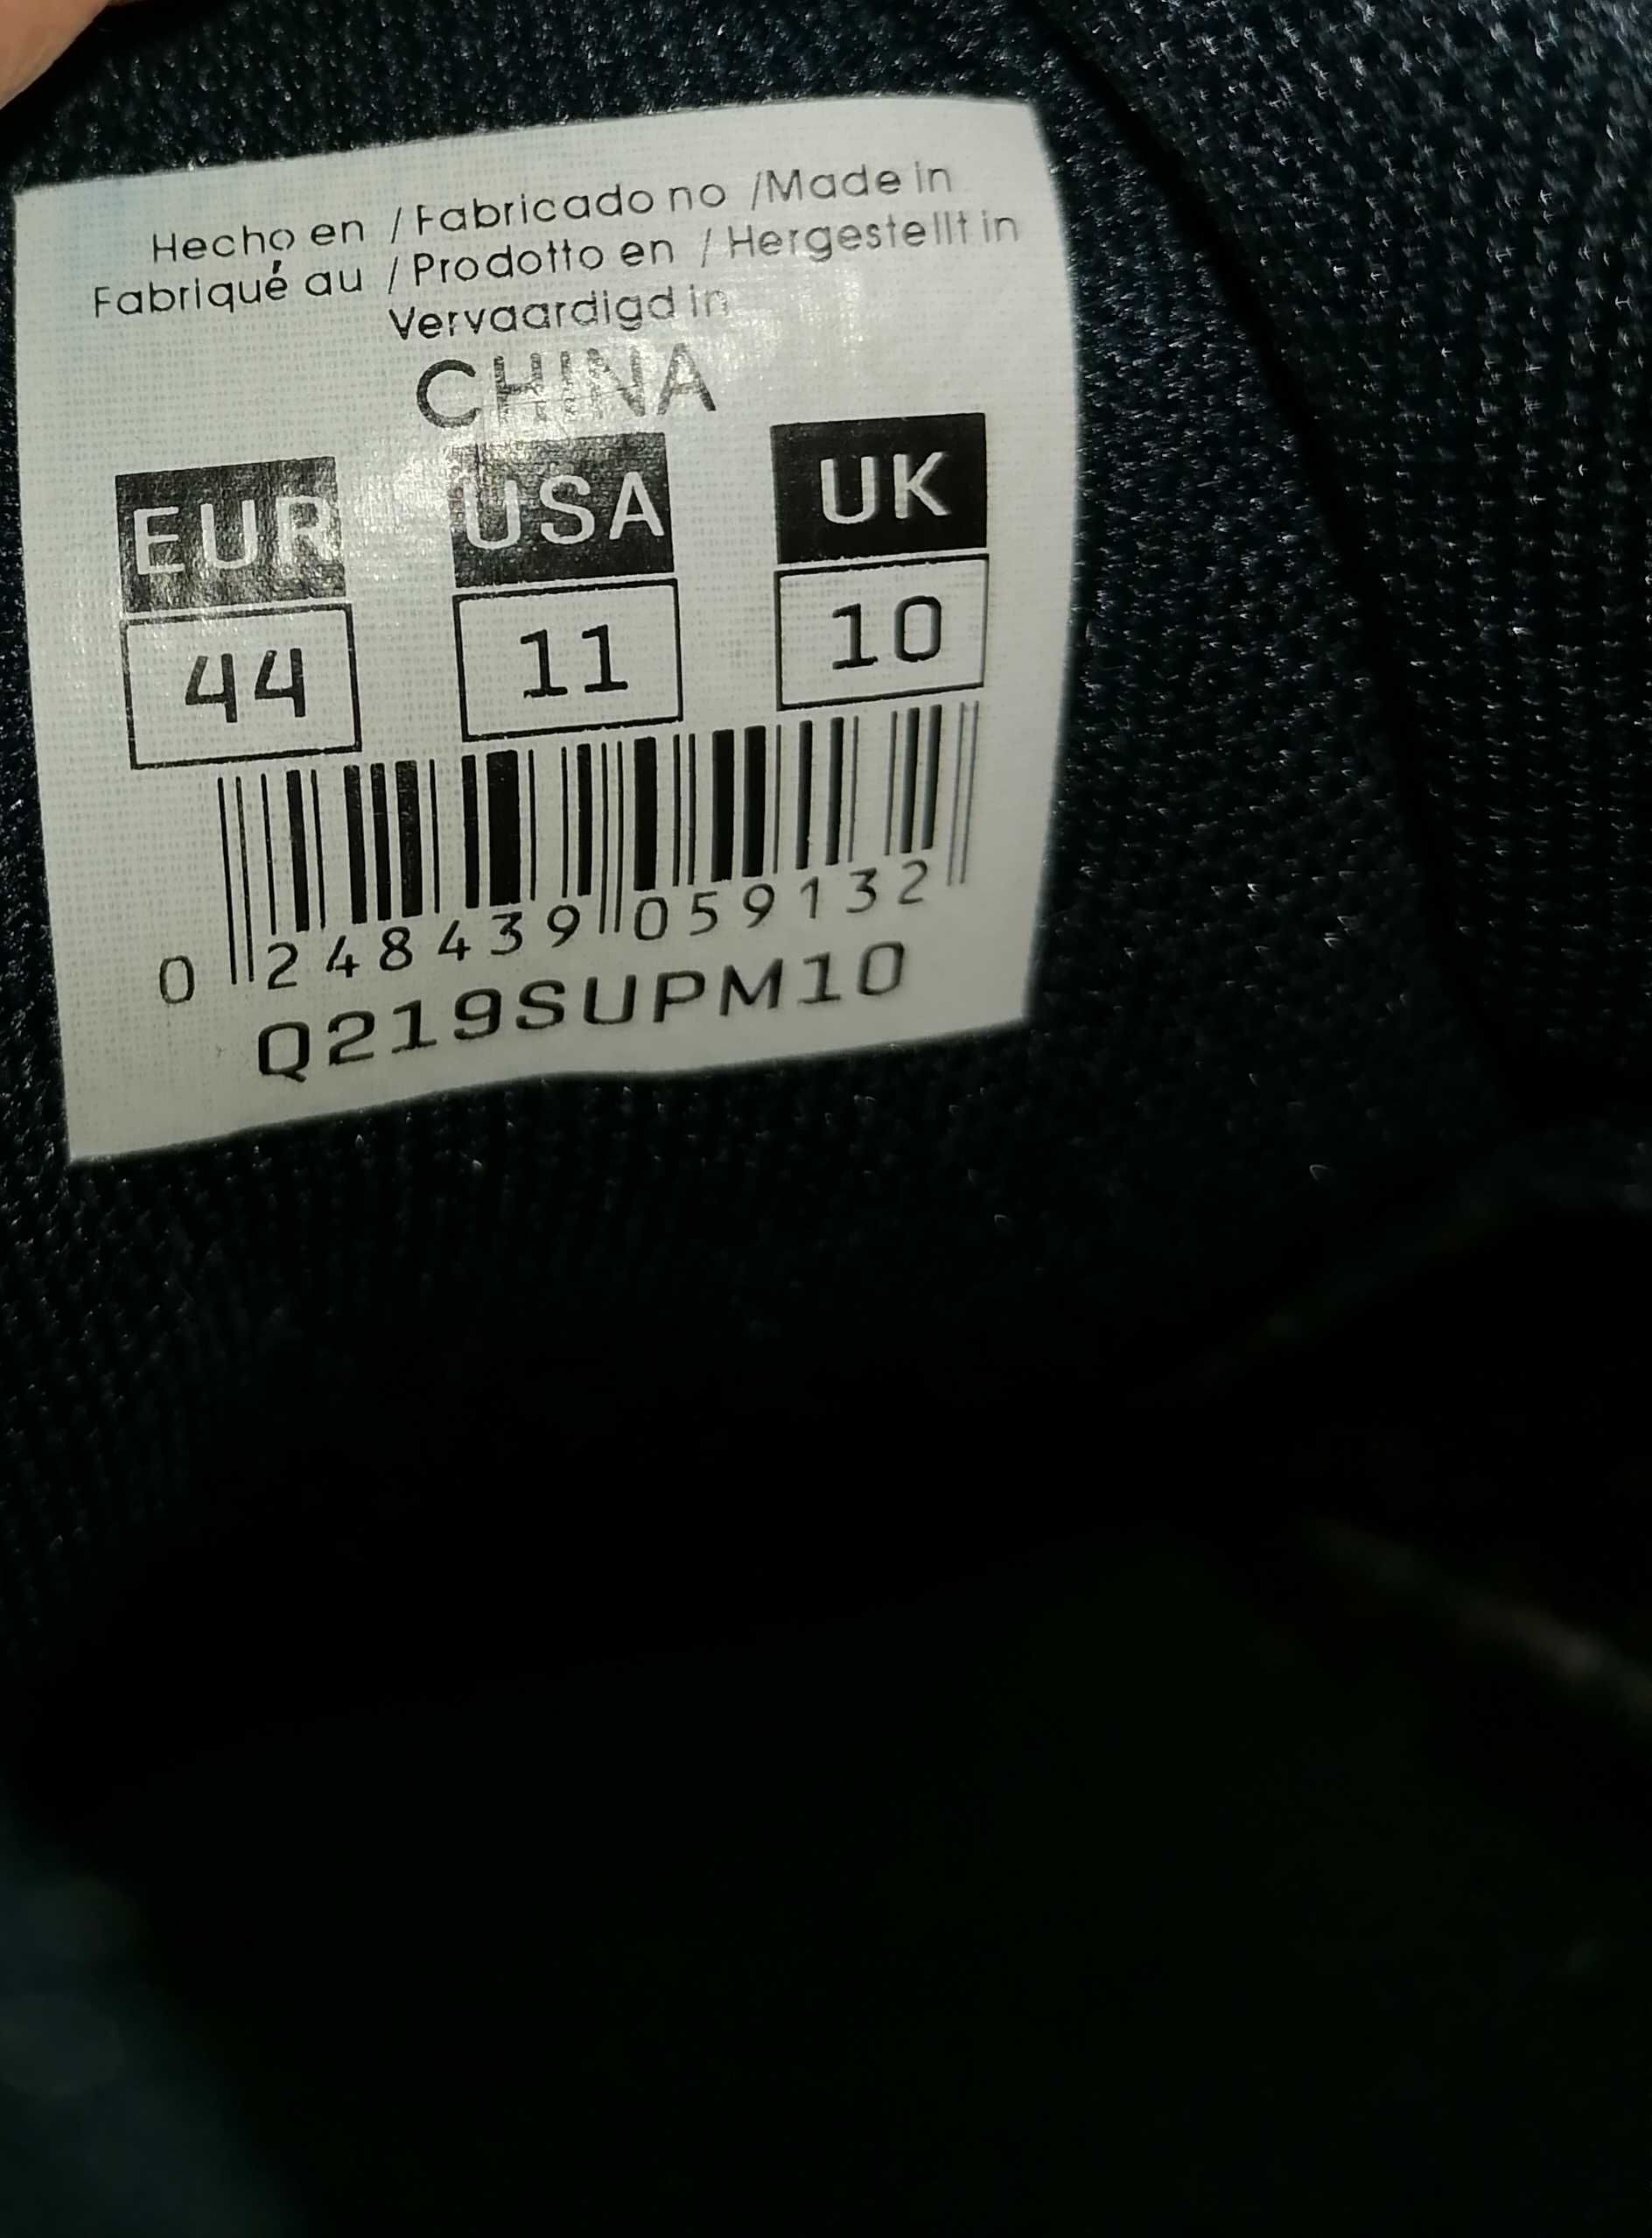 Hecho en / Fabricado no / Made in
Fabriqué au / Prodotto en / Hergestellt in
Vervaardigd in
CHINA
EUR USA UK
44 11 10
0 248439 059132
Q219SUPM10